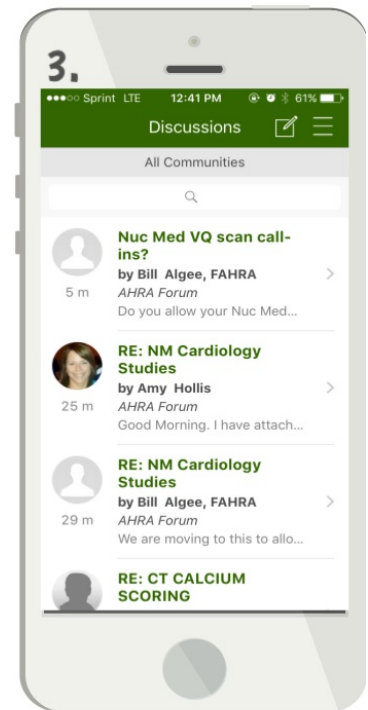 3.
●●●○○ Sprint LTE 12:41 PM 61%
Discussions
All Communities
Nuc Med VQ scan call-
ins?
by Bill Algee, FAHRA
5 m
AHRA Forum
Do you allow your Nuc Med...
RE: NM Cardiology
Studies
by Amy Hollis
25 m
AHRA Forum
Good Morning. I have attach...
RE: NM Cardiology
Studies
by Bill Algee, FAHRA
29 m
AHRA Forum
We are moving to this to allo...
RE: CT CALCIUM
SCORING